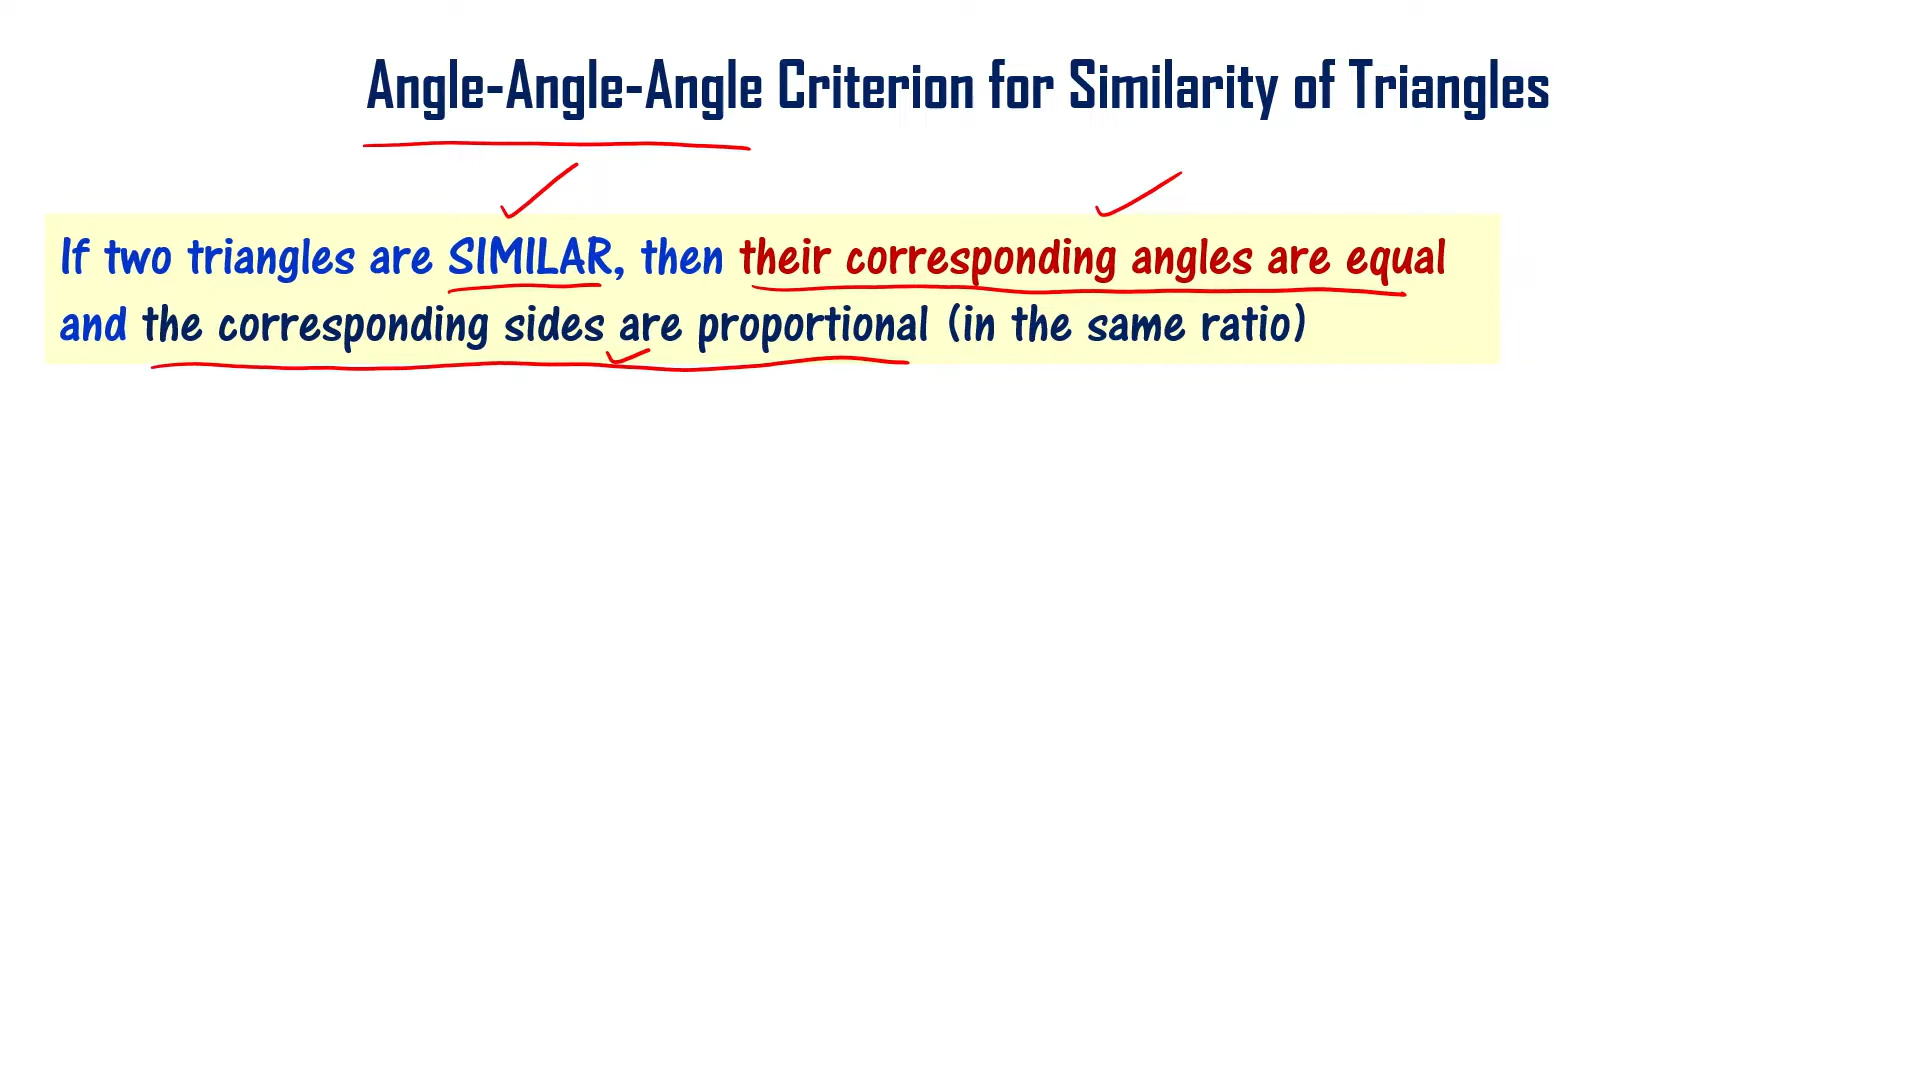 Angle-Angle-Angle Criterion for Similarity of Triangles
If two triangles are SIMILAR, then their corresponding angles are equal
and the corresponding sides are proportional (in the same ratio)